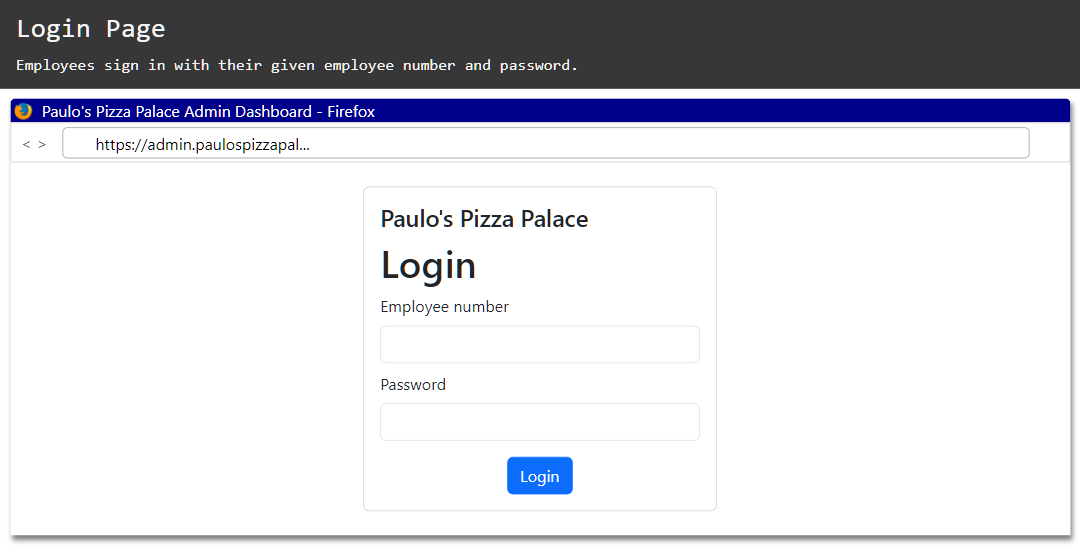 Login Page
Employees sign in with their given employee number and password.
Paulo's Pizza Palace Admin Dashboard - Firefox
< > https://admin.paulospizzapal...
Paulo's Pizza Palace
Login
Employee number
Password
Login